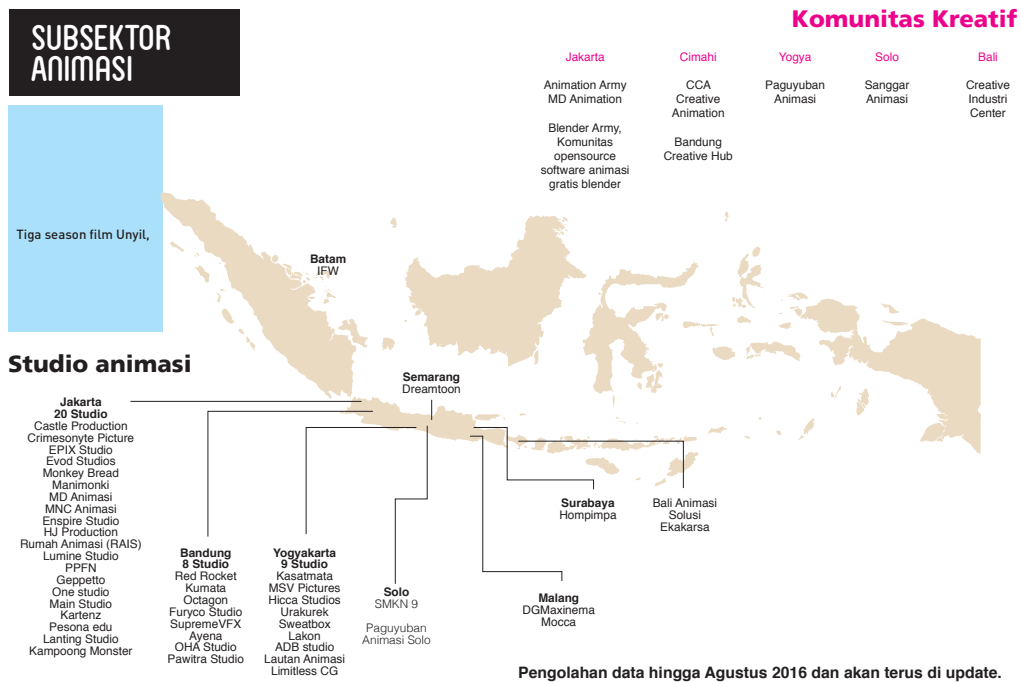 SUBSEKTOR
ANIMASI
Komunitas Kreatif
Jakarta
Animation Army
MD Animation
Blender Army,
Komunitas
opensource
software animasi
gratis blender
Cimahi
CCA
Creative
Animation
Bandung
Creative Hub
Yogya
Paguyuban
Animasi
Solo
Sanggar
Animasi
Bali
Creative
Industri
Center
Tiga season film Unyil,
Batam
IFW
Studio animasi
Semarang
Dreamtoon
Jakarta
20 Studio
Castle Production
Crimesonyte Picture
EPIX Studio
Evod Studios
Monkey Bread
Manimonki
MD Animasi
MNC Animasi
Enspire Studio
HJ Production
Rumah Animasi (RAIS)
Lumine Studio
PPFN
Geppetto
One studio
Main Studio
Kartenz
Pesona edu
Lanting Studio
Kampoong Monster
Bandung
8 Studio
Red Rocket
Kumata
Octagon
Furyco Studio
SupremeVFX
Ayena
OHA Studio
Pawitra Studio
Yogyakarta
9 Studio
Kasatmata
MSV Pictures
Hicca Studios
Urakurek
Sweatbox
Lakon
ADB studio
Lautan Animasi
Limitless CG
Solo
SMKN 9
Paguyuban
Animasi Solo
Surabaya
Hompimpa
Malang
DGMaxinema
Mocca
Bali Animasi
Solusi
Ekakarsa
Pengolahan data hingga Agustus 2016 dan akan terus di update.